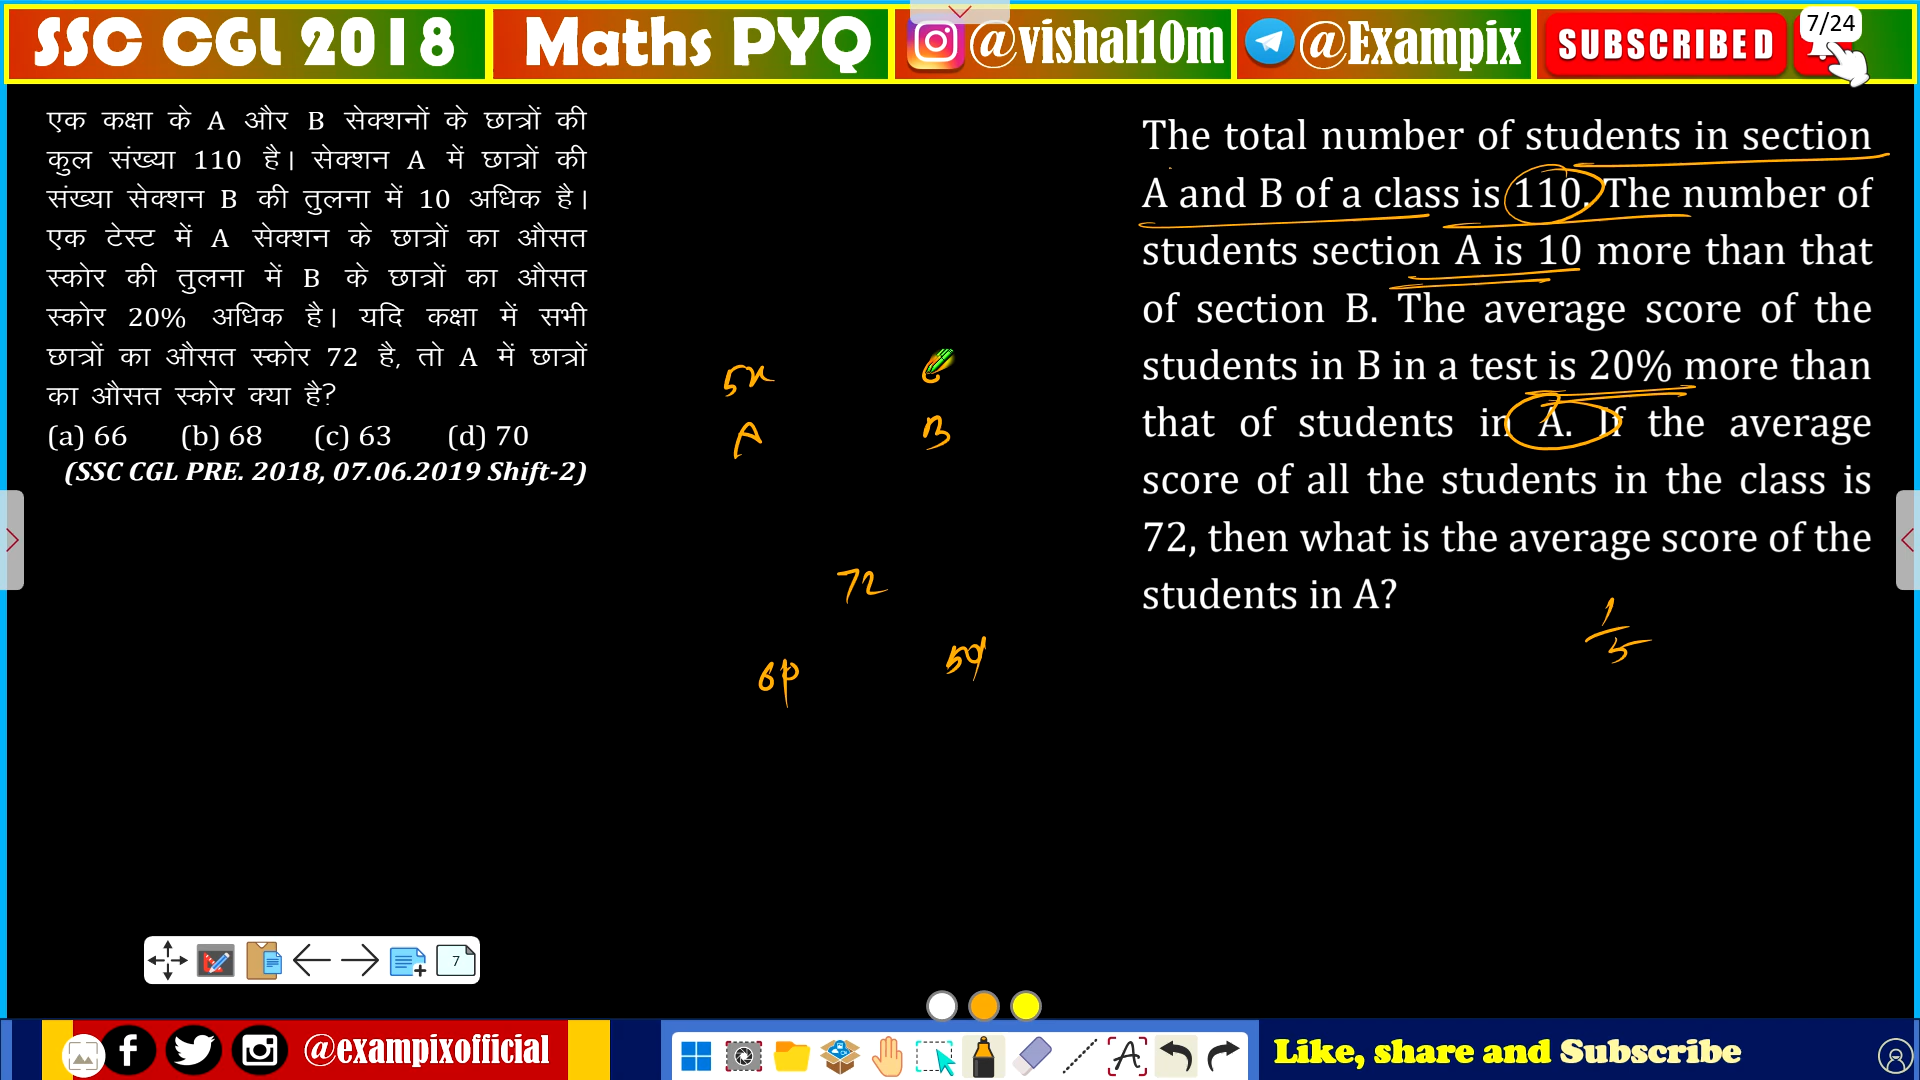 SSC CGL 2018
Maths PYQ
@vishal10m
@Exampix
SUBSCRIBED
7/24
एक कक्षा के A और B सेक्शनों के छात्रों की
कुल संख्या 110 है। सेक्शन A में छात्रों की
संख्या सेक्शन B की तुलना में 10 अधिक है।
एक टेस्ट में A सेक्शन के छात्रों का औसत
स्कोर की तुलना में B के छात्रों का औसत
स्कोर 20% अधिक है। यदि कक्षा में सभी
छात्रों का औसत स्कोर 72 है, तो A में छात्रों
का औसत स्कोर क्या है?
(a) 66 (b) 68 (c) 63 (d) 70
(SSC CGL PRE. 2018, 07.06.2019 Shift-2)
5x
A B
72
The total number of students in section
A and B of a class is 110. The number of
students section A is 10 more than that
of section B. The average score of the
students in B in a test is 20% more than
that of students in A. If the average
score of all the students in the class is
72, then what is the average score of the
students in A?
1/5
7
@exampixofficial
Like, share and Subscribe